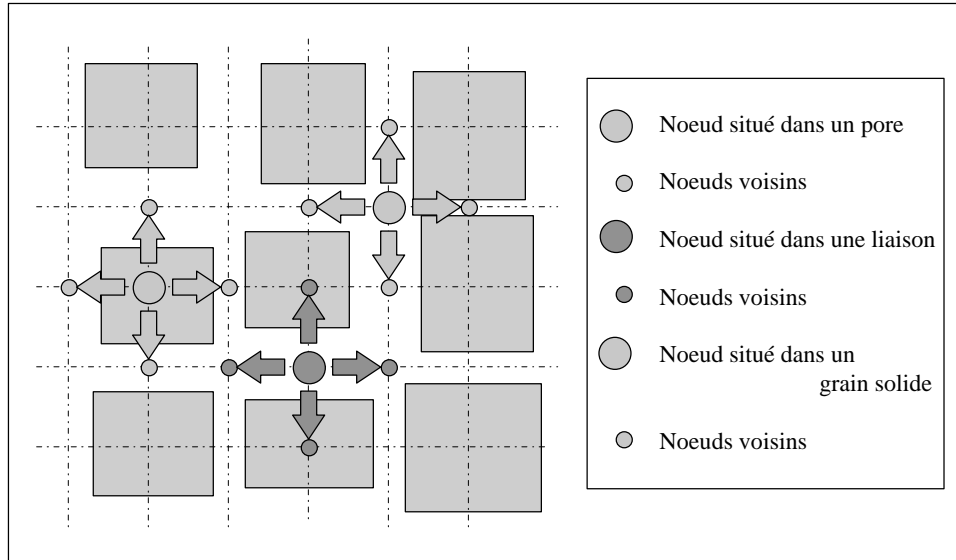 Noeud situé dans un pore
Noeuds voisins
Noeud situé dans une liaison
Noeuds voisins
Noeud situé dans un
grain solide
Noeuds voisins